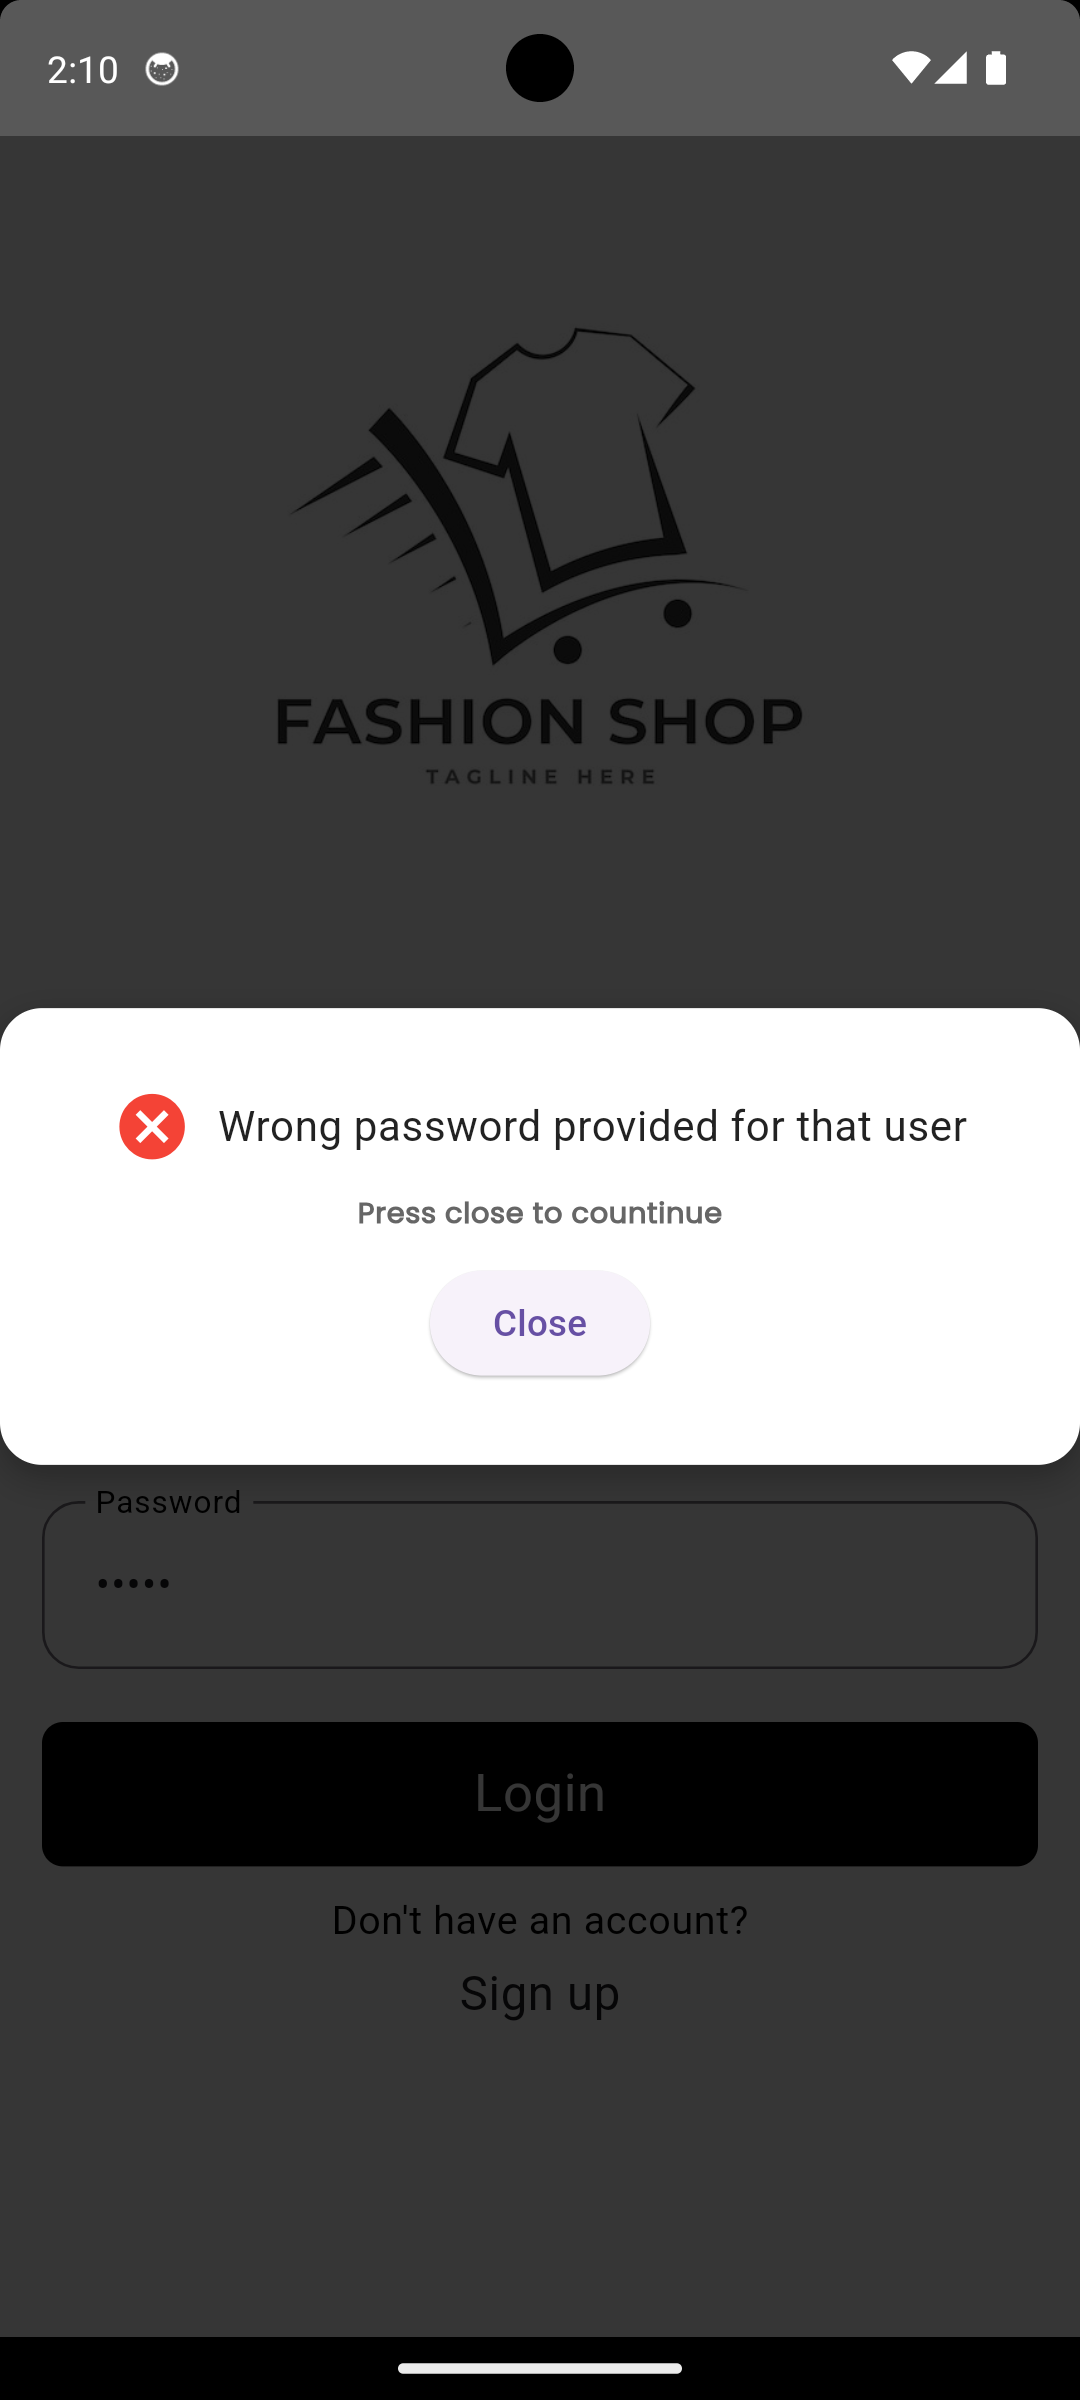 2:10
FASHION SHOP
TAGLINE HERE
Wrong password provided for that user
Press close to countinue
Close
Password
•••••
Login
Don't have an account?
Sign up